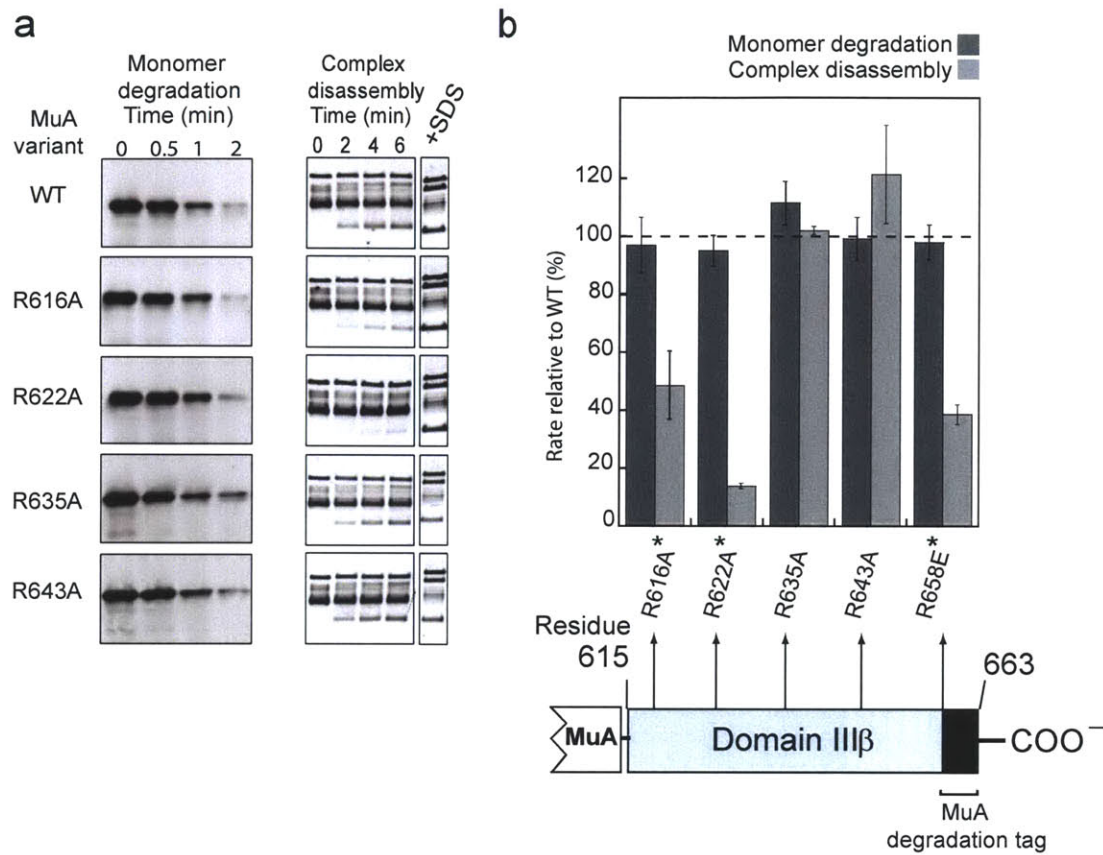 a
Monomer
degradation
Time (min)
MuA
variant
0 0.5 1 2
Complex
disassembly
Time (min)
0 2 4 6
+SDS
WT
R616A
R622A
R635A
R643A
b
Monomer degradation
Complex disassembly
Rate relative to WT (%)
120
100
80
60
40
20
0
*R616A
*R622A
R635A
R643A
*R658E
Residue
615
663
MuA
Domain IIIβ
COO⁻
MuA
degradation tag